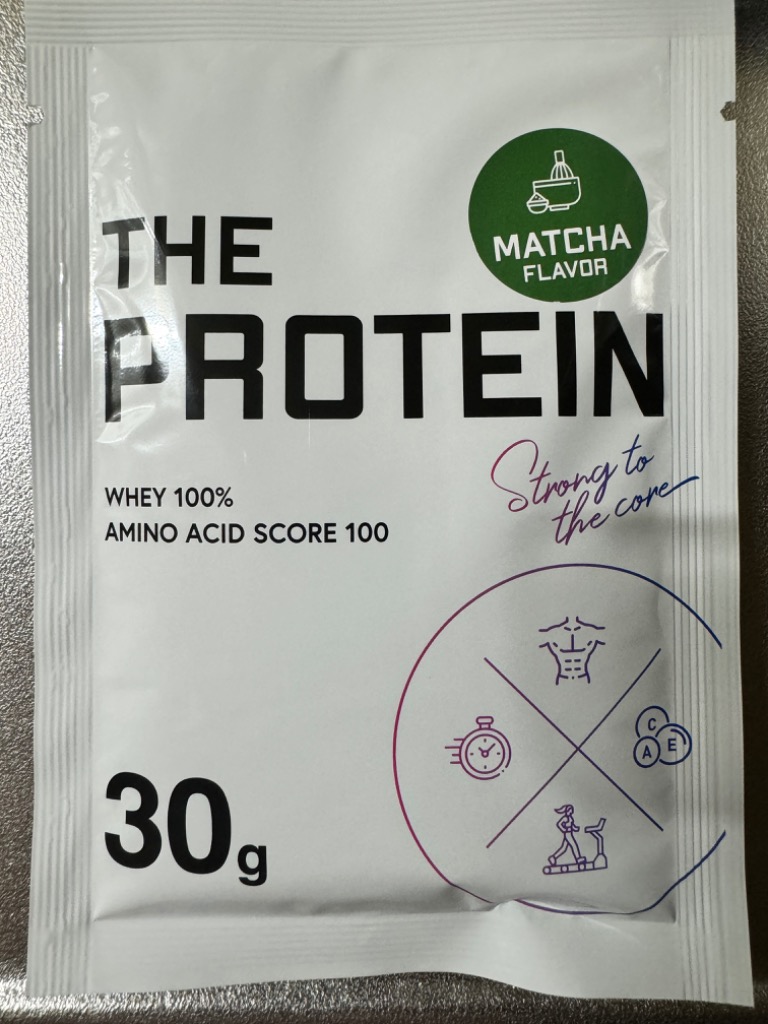 MATCHA
FLAVOR
THE
PROTEIN
Strong to
the core
WHEY 100%
AMINO ACID SCORE 100
C
A E
30g